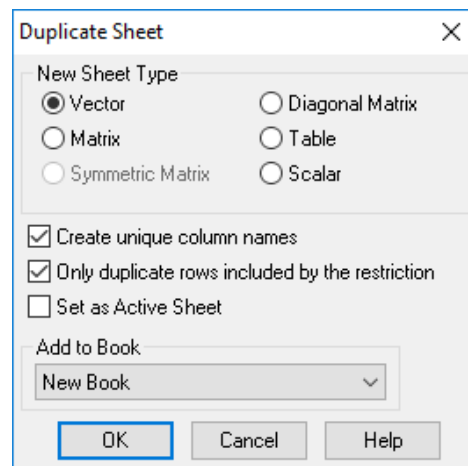 Duplicate Sheet
New Sheet Type
Vector
Diagonal Matrix
Matrix
Table
Symmetric Matrix
Scalar
Create unique column names
Only duplicate rows included by the restriction
Set as Active Sheet
Add to Book
New Book
OK
Cancel
Help